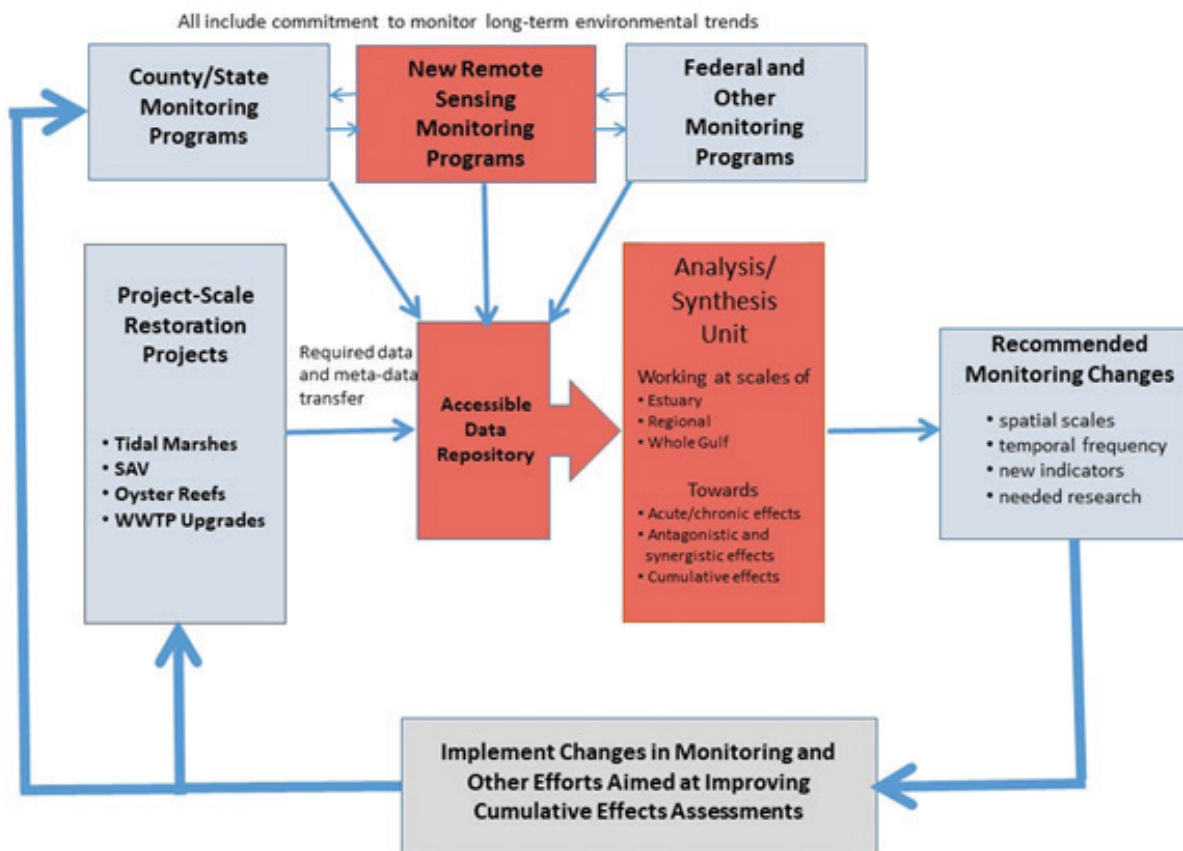 All include commitment to monitor long-term environmental trends
County/State
Monitoring
Programs
New Remote
Sensing
Monitoring
Programs
Federal and
Other
Monitoring
Programs
Project-Scale
Restoration
Projects
• Tidal Marshes
• SAV
• Oyster Reefs
• WWTP Upgrades
Required data
and meta-data
transfer
Accessible
Data
Repository
Analysis/
Synthesis
Unit
Working at scales of
• Estuary
• Regional
• Whole Gulf
Towards
• Acute/chronic effects
• Antagonistic and
synergistic effects
• Cumulative effects
Recommended
Monitoring Changes
• spatial scales
• temporal frequency
• new indicators
• needed research
Implement Changes in Monitoring and
Other Efforts Aimed at Improving
Cumulative Effects Assessments